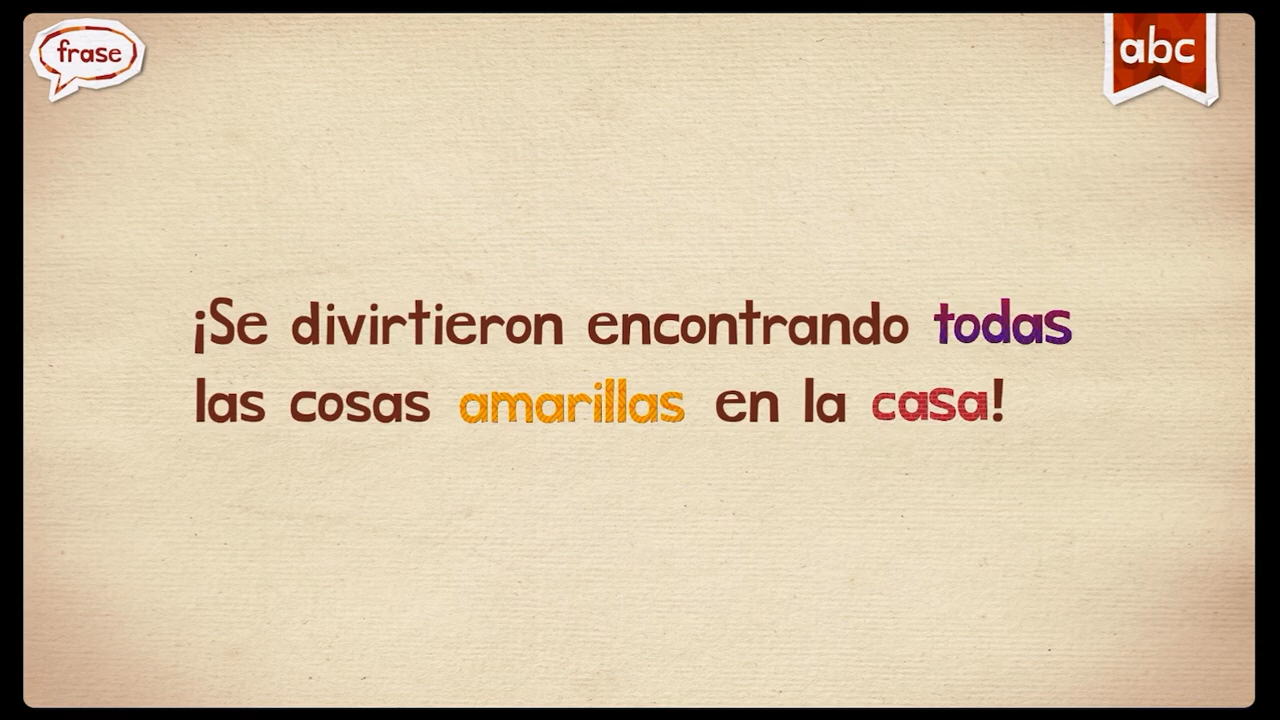 frase
abc
¡Se divirtieron encontrando todas
las cosas amarillas en la casa!